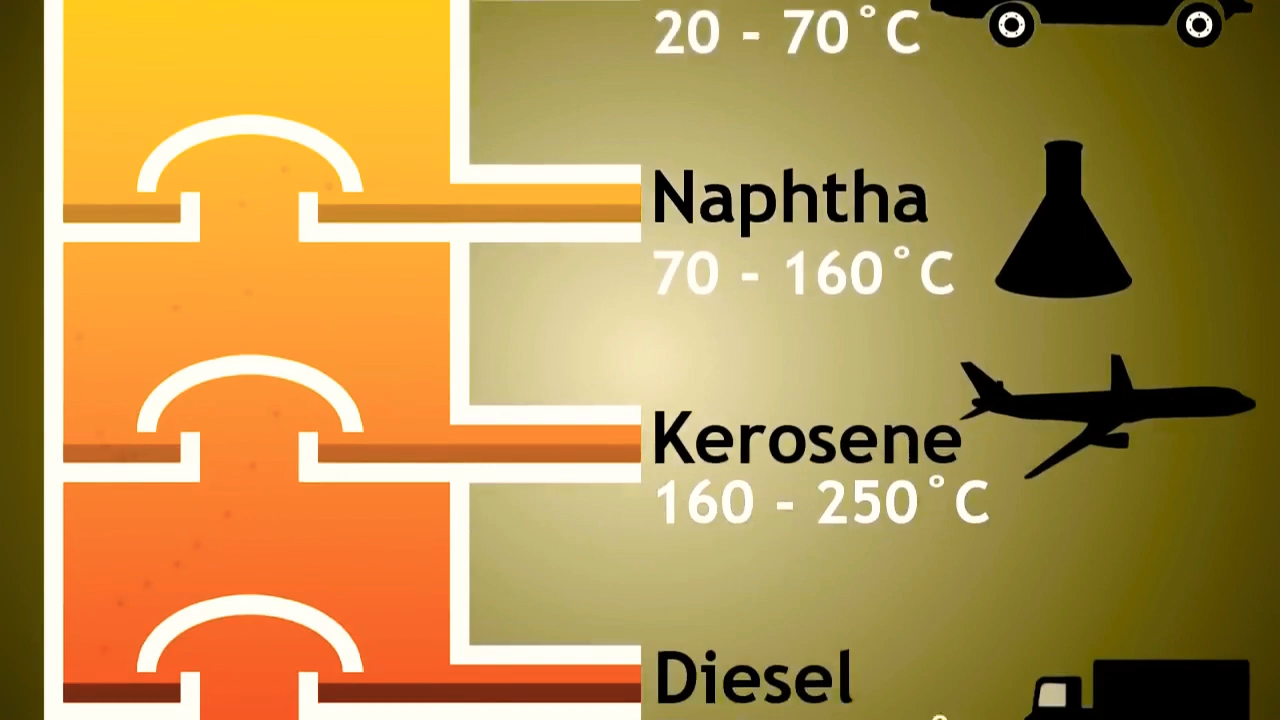 20 - 70˚C
Naphtha
70 - 160˚C
Kerosene
160 - 250˚C
Diesel